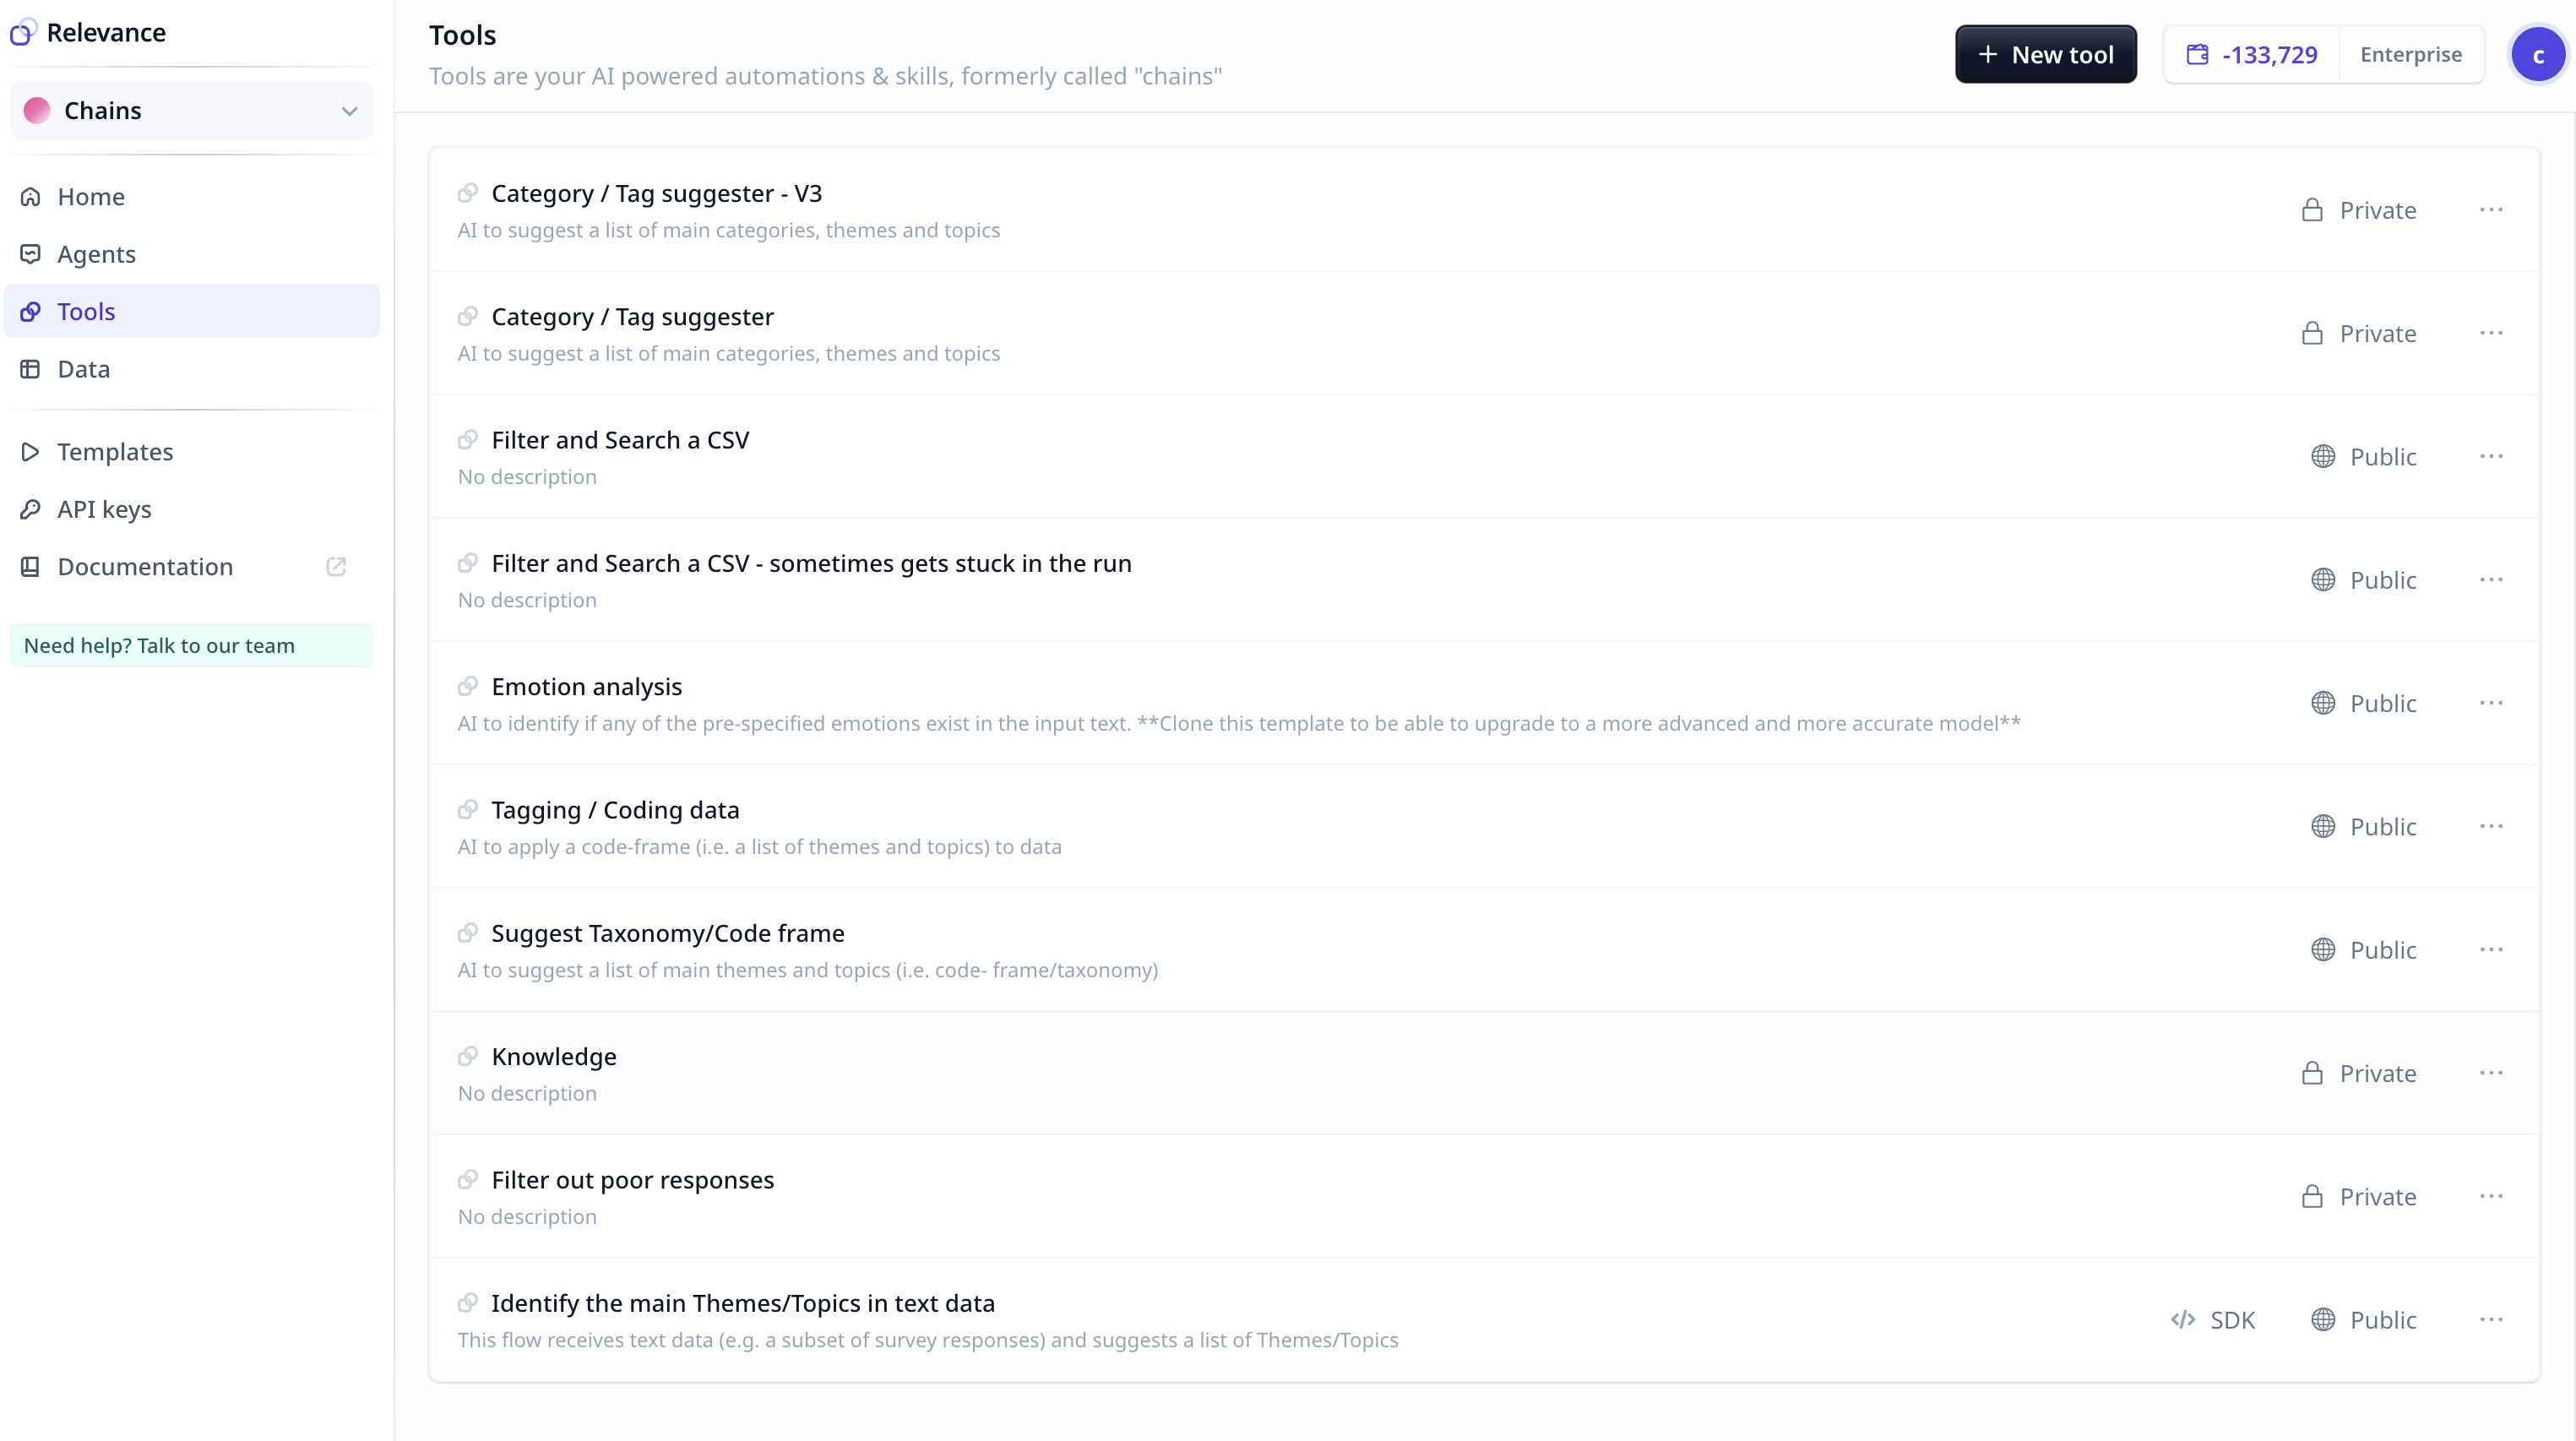 Relevance
Chains
Home
Agents
Tools
Data
Templates
API keys
Documentation
Need help? Talk to our team
Tools
Tools are your AI powered automations & skills, formerly called "chains"
+ New tool
-133,729
Enterprise
c
Category / Tag suggester - V3
AI to suggest a list of main categories, themes and topics
Private
Category / Tag suggester
AI to suggest a list of main categories, themes and topics
Private
Filter and Search a CSV
No description
Public
Filter and Search a CSV - sometimes gets stuck in the run
No description
Public
Emotion analysis
AI to identify if any of the pre-specified emotions exist in the input text. **Clone this template to be able to upgrade to a more advanced and more accurate model**
Public
Tagging / Coding data
AI to apply a code-frame (i.e. a list of themes and topics) to data
Public
Suggest Taxonomy/Code frame
AI to suggest a list of main themes and topics (i.e. code- frame/taxonomy)
Public
Knowledge
No description
Private
Filter out poor responses
No description
Private
Identify the main Themes/Topics in text data
This flow receives text data (e.g. a subset of survey responses) and suggests a list of Themes/Topics
</> SDK
Public